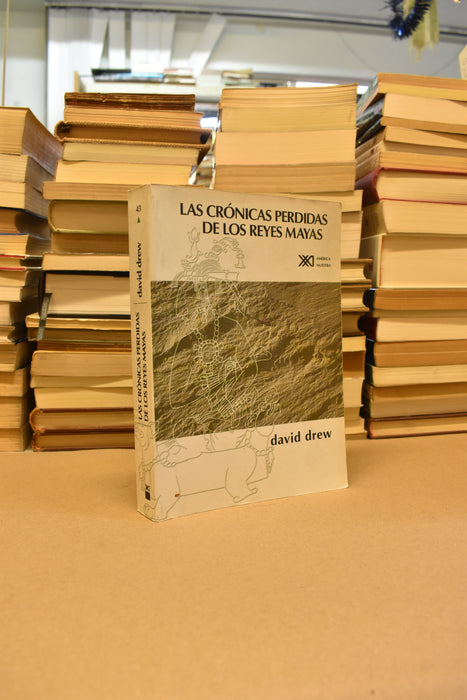 LAS CRÓNICAS PERDIDAS
DE LOS REYES MAYAS
XXI
AMÉRICA
NUESTRA
david drew
43
david drew
LAS CRÓNICAS PERDIDAS
DE LOS REYES MAYAS